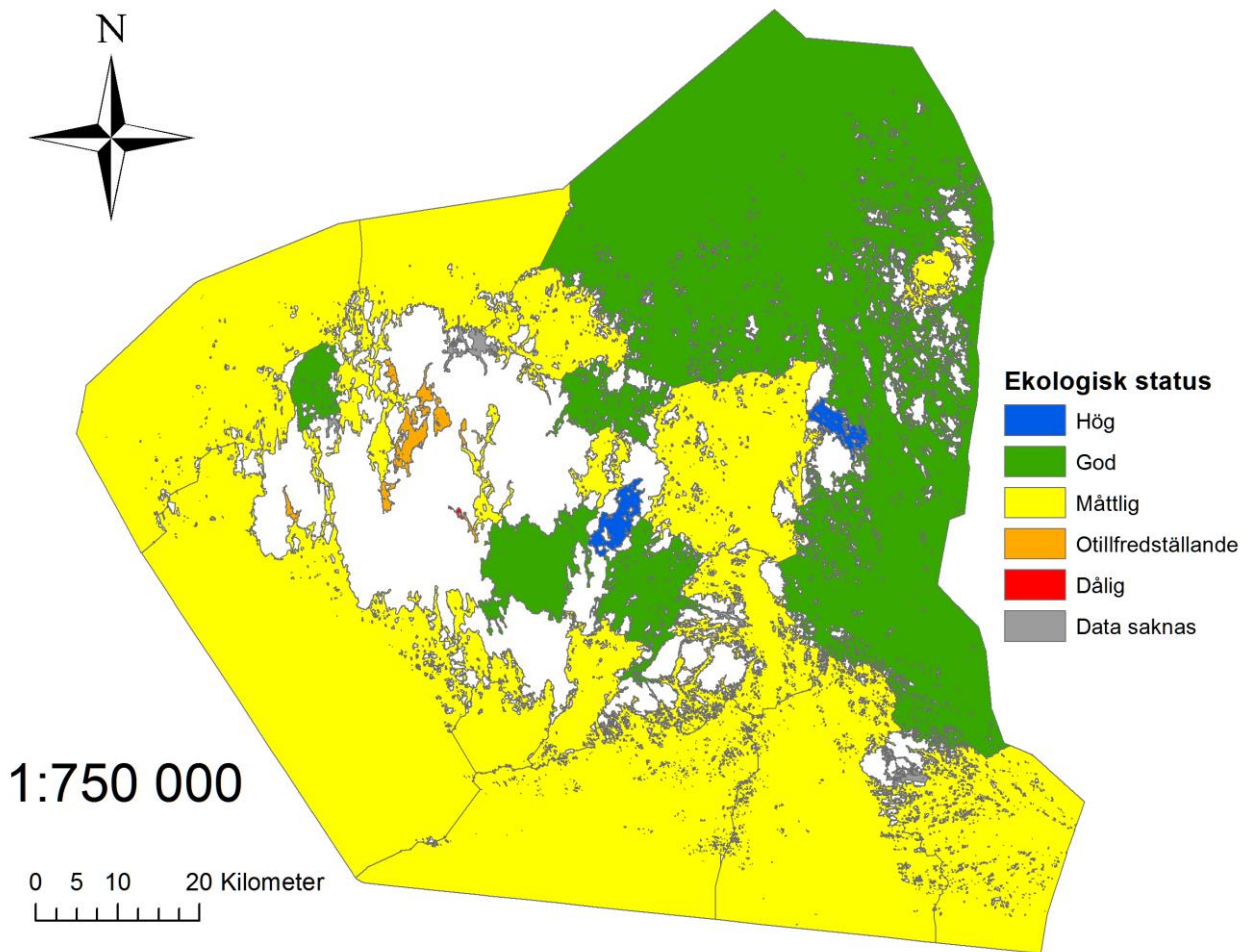 N
Ekologisk status
Hög
God
Måttlig
Otillfredställande
Dålig
Data saknas
1:750 000
0 5 10 20 Kilometer